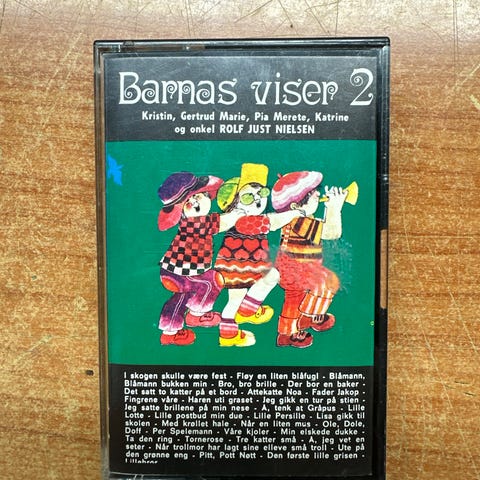 Barnas viser 2
Kristin, Gertrud Marie, Pia Merete, Katrine
og onkel ROLF JUST NIELSEN
I skogen skulle være fest - Fløy en liten blåfugl - Blåmann,
Blåmann bukken min - Bro, bro brille - Der bor en baker -
Det satt to katter på et bord - Attekatte Noa - Fader Jakop -
Fingrene våre - Haren uti graset - Jeg gikk en tur på stien -
Jeg satte brillene på min nese - Å, tenk at Gråpus - Lille
Lotte - Lille postbud min due - Lille Persille - Lisa gikk til
skolen - Med krøllet hale - Når en liten mus - Ole, Dole,
Doff - Per Spelemann - Våre kjoler - Min elskede dukke -
Ta den ring - Tornerose - Tre katter små - Å, jeg vet en
seter - Når trollmor har lagt sine elleve små troll - Ute på
den grønne eng - Pitt, Pott Nøtt - Den første lille grisen -
Lillebror